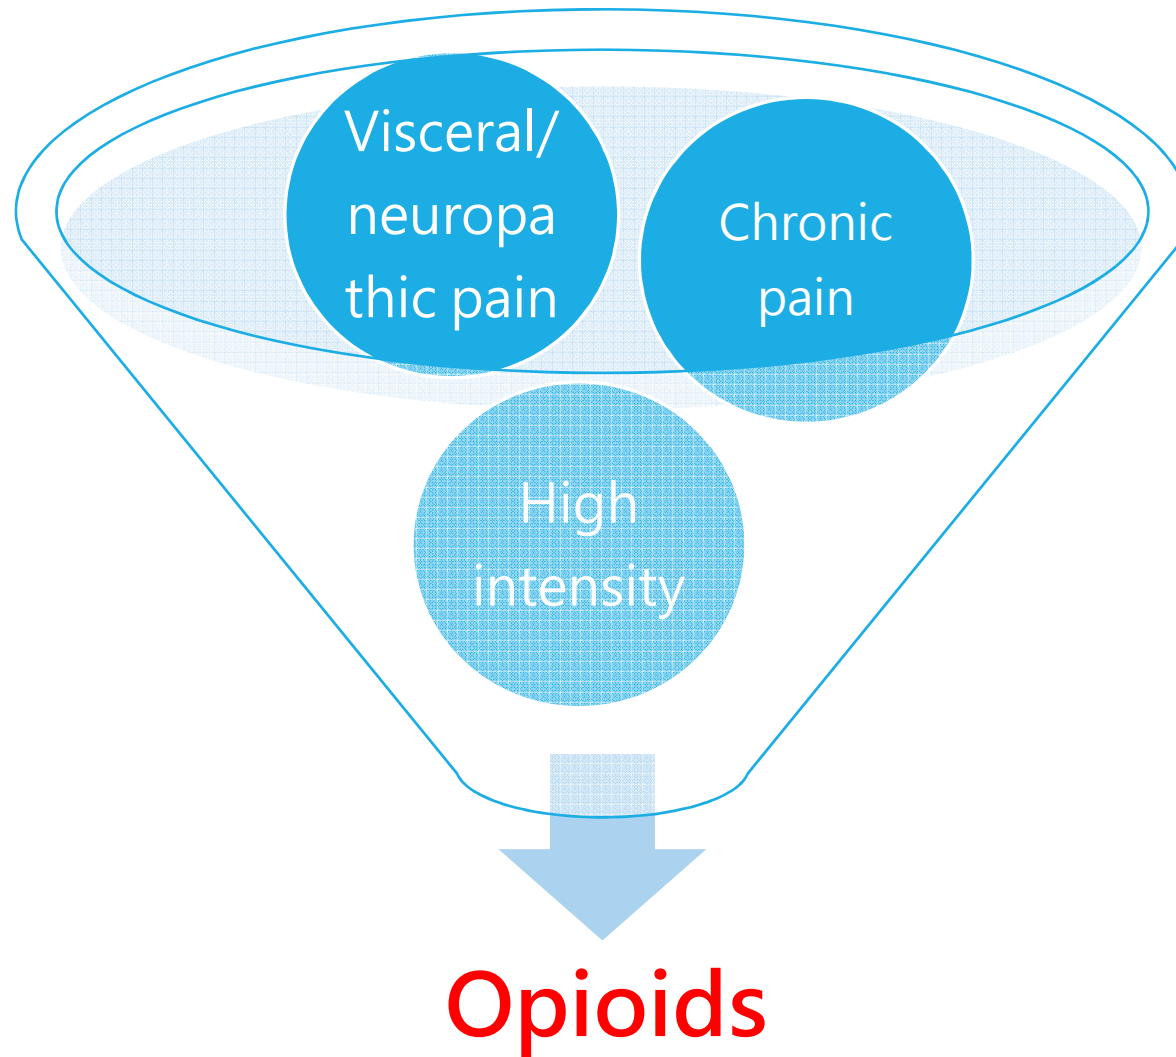 Visceral/
neuropa
thic pain
Chronic
pain
High
intensity
Opioids